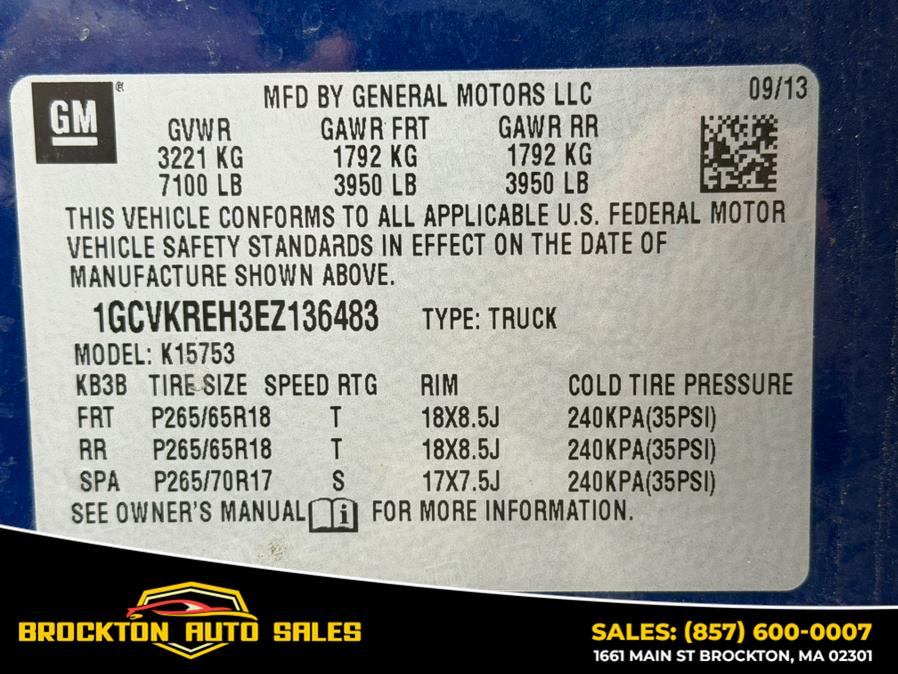 GM®
MFD BY GENERAL MOTORS LLC 09/13
GVWR GAWR FRT GAWR RR
3221 KG 1792 KG 1792 KG
7100 LB 3950 LB 3950 LB
THIS VEHICLE CONFORMS TO ALL APPLICABLE U.S. FEDERAL MOTOR
VEHICLE SAFETY STANDARDS IN EFFECT ON THE DATE OF
MANUFACTURE SHOWN ABOVE.
1GCVKREH3EZ136483 TYPE: TRUCK
MODEL: K15753
KB3B TIRE SIZE SPEED RTG RIM COLD TIRE PRESSURE
FRT P265/65R18 T 18X8.5J 240KPA(35PSI)
RR P265/65R18 T 18X8.5J 240KPA(35PSI)
SPA P265/70R17 S 17X7.5J 240KPA(35PSI)
SEE OWNER'S MANUAL i FOR MORE INFORMATION.
BROCKTON AUTO SALES
SALES: (857) 600-0007
1661 MAIN ST BROCKTON, MA 02301